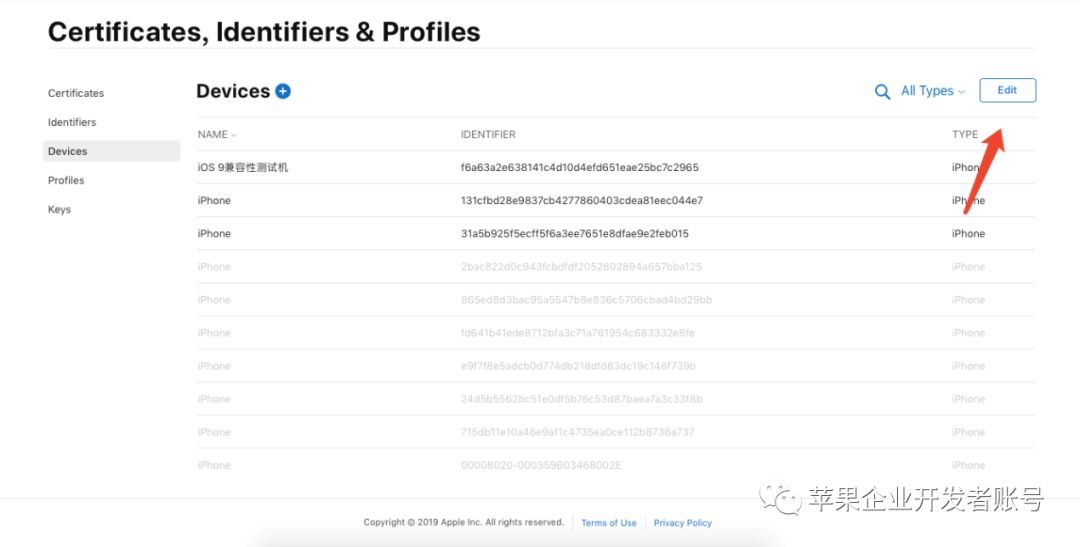 Certificates, Identifiers & Profiles
Certificates
Identifiers
Devices
Profiles
Keys
Devices
All Types
Edit
NAME IDENTIFIER TYPE
iOS 9兼容性测试机 f6a63a2e638141c4d10d4efd651eae25bc7c2965 iPhone
iPhone 131cfbd28e9837cb4277860403cdea81eec044e7 iPhone
iPhone 31a5b925f5ecff5f6a3ee7651e8dfae9e2feb015 iPhone
iPhone 2bac822d0c943fcbdfdf2052802894a657bba125 iPhone
iPhone 865ed8d3bac95a5547b8e836c5706cbad4bd29bb iPhone
iPhone fd641b41ede8712bfa3c71a761954c683332e8fe iPhone
iPhone e9f7f8e5adcb0d774db218dfd83dc19c146f739b iPhone
iPhone 24d5b5562bc51e0df5b76c53d87baea7a3c33f8b iPhone
iPhone 715db11e10a46e9af1c4735ea0ce112b8736a737 iPhone
iPhone 00008020-000359603468002E iPhone
苹果企业开发者账号
Copyright © 2019 Apple Inc. All rights reserved. Terms of Use Privacy Policy